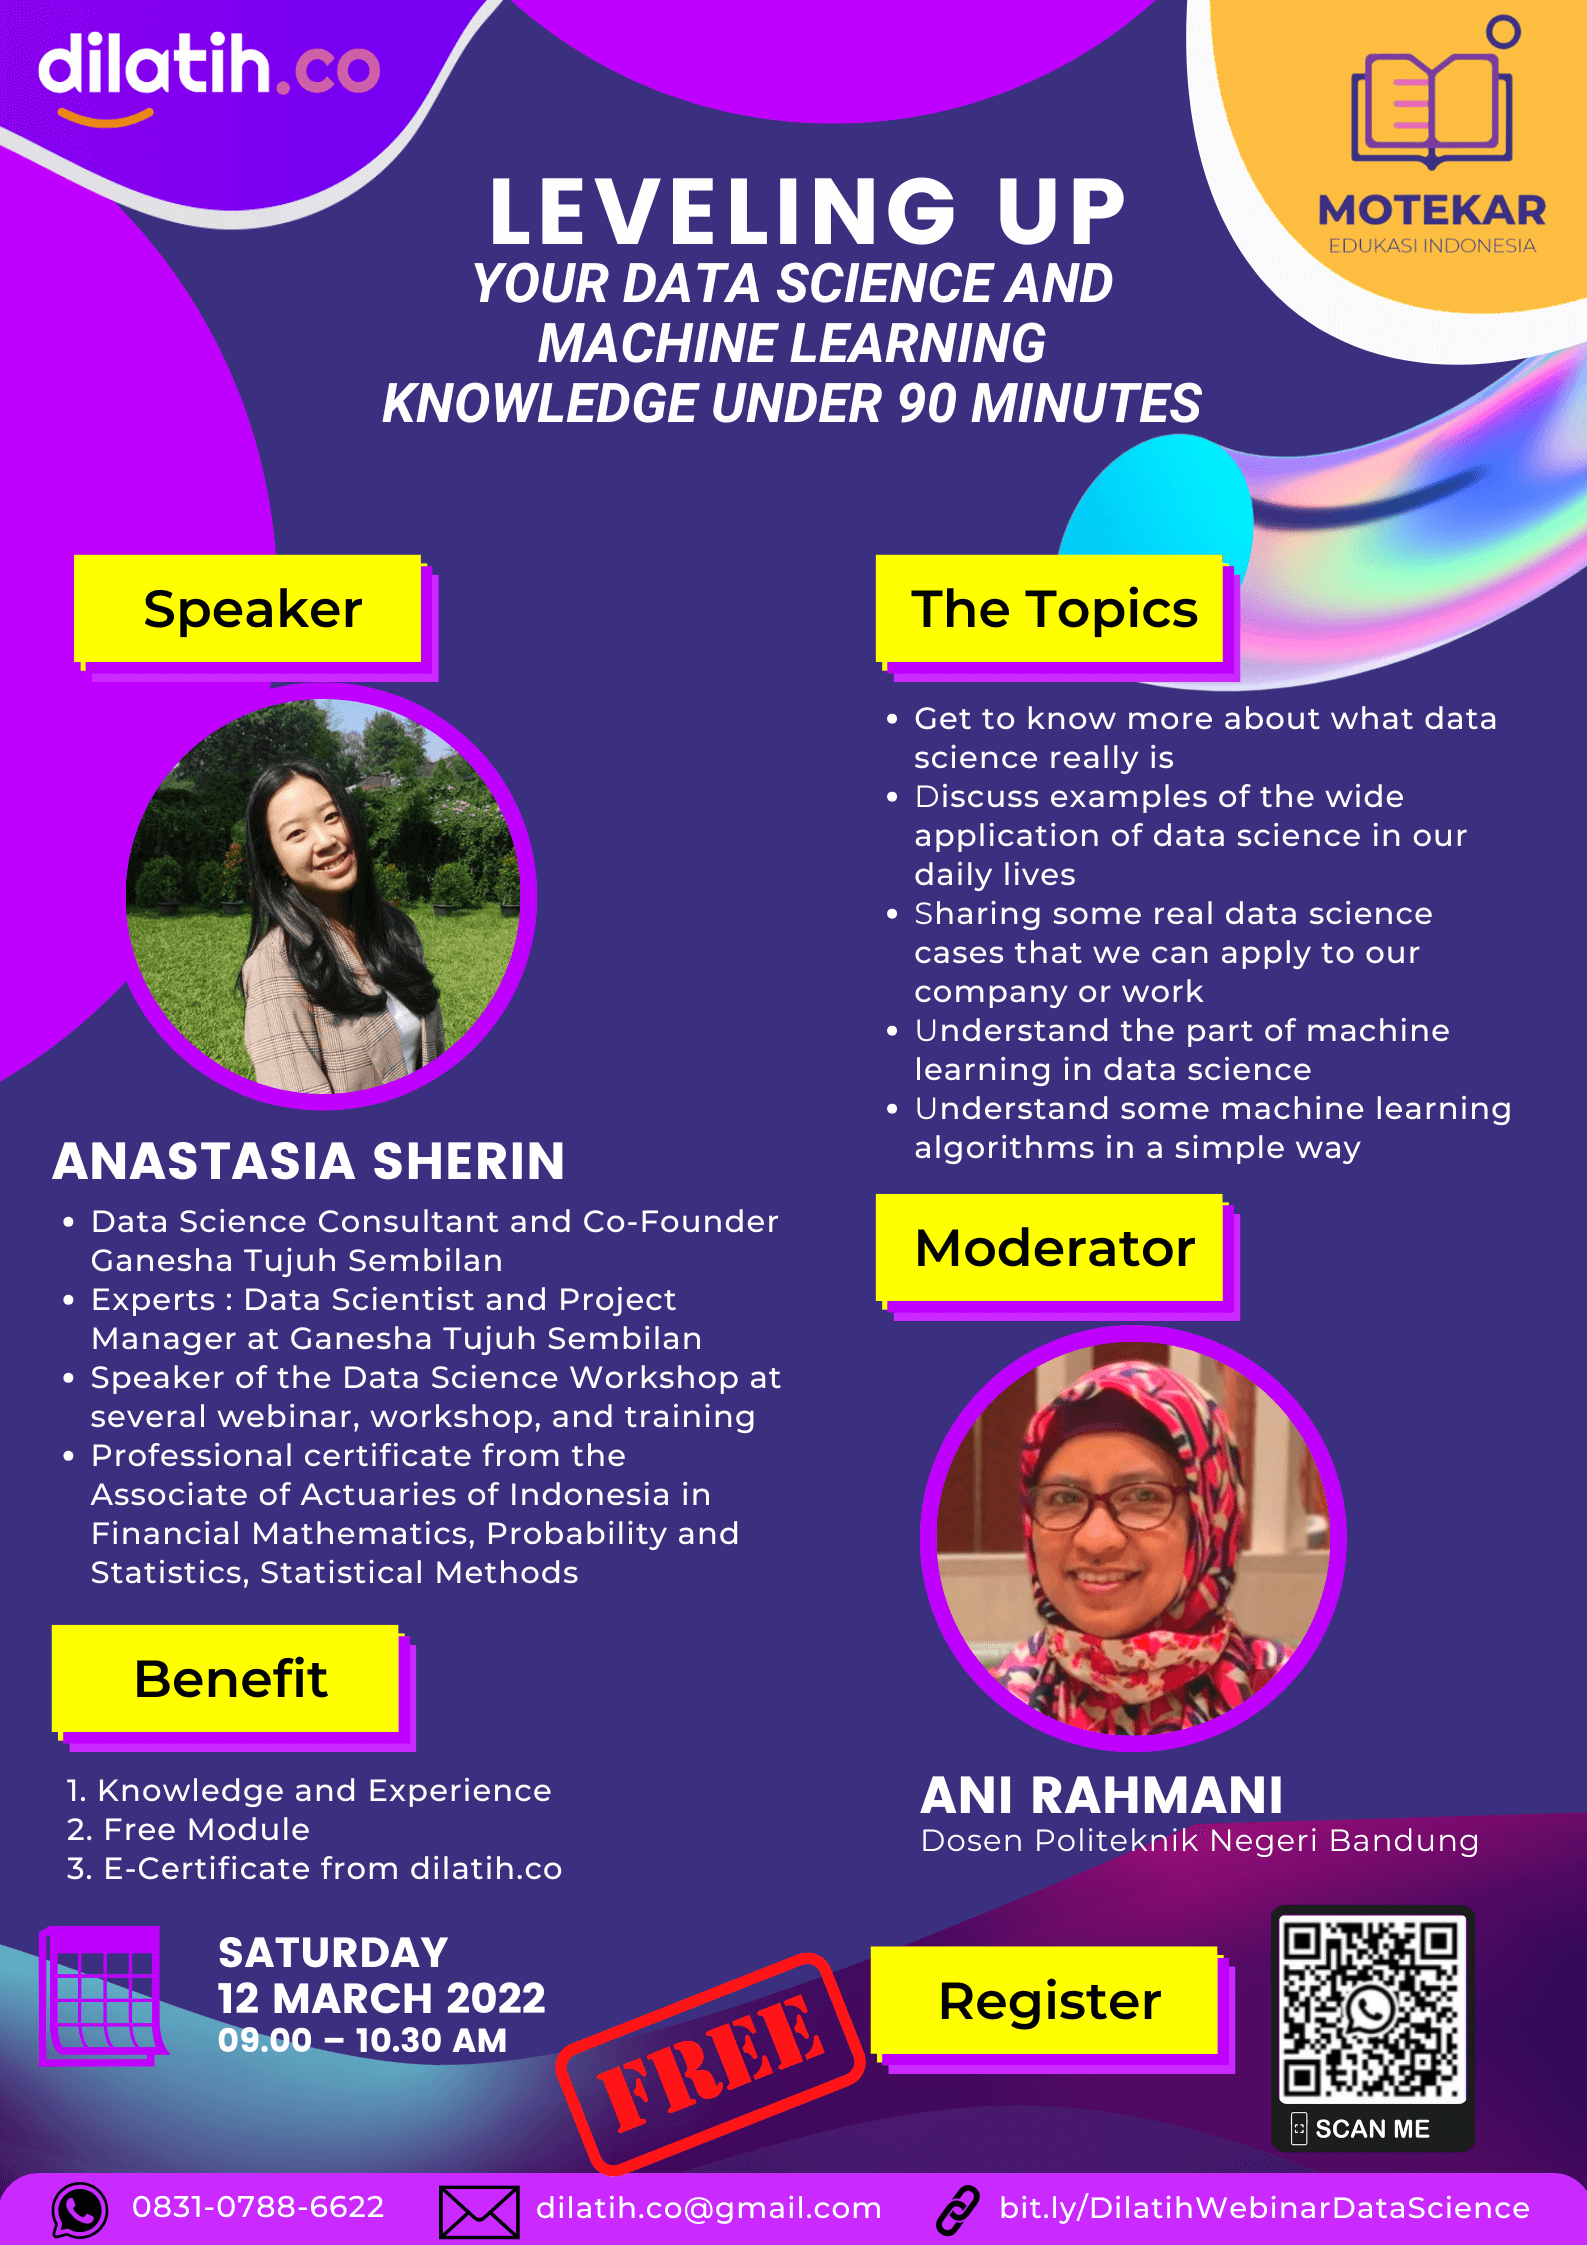 dilatih.co
MOTEKAR
EDUKASI INDONESIA
LEVELING UP
YOUR DATA SCIENCE AND
MACHINE LEARNING
KNOWLEDGE UNDER 90 MINUTES
Speaker
ANASTASIA SHERIN
• Data Science Consultant and Co-Founder
Ganesha Tujuh Sembilan
• Experts : Data Scientist and Project
Manager at Ganesha Tujuh Sembilan
• Speaker of the Data Science Workshop at
several webinar, workshop, and training
• Professional certificate from the
Associate of Actuaries of Indonesia in
Financial Mathematics, Probability and
Statistics, Statistical Methods
Benefit
1. Knowledge and Experience
2. Free Module
3. E-Certificate from dilatih.co
The Topics
• Get to know more about what data
science really is
• Discuss examples of the wide
application of data science in our
daily lives
• Sharing some real data science
cases that we can apply to our
company or work
• Understand the part of machine
learning in data science
• Understand some machine learning
algorithms in a simple way
Moderator
ANI RAHMANI
Dosen Politeknik Negeri Bandung
SATURDAY
12 MARCH 2022
09.00 – 10.30 AM
FREE
Register
SCAN ME
0831-0788-6622
dilatih.co@gmail.com
bit.ly/DilatihWebinarDataScience